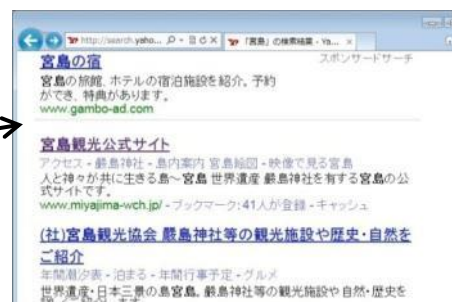 http://search.yaho...
「宮島」の検索結果 - Ya...
宮島の宿
スポンサードサーチ
宮島の旅館、ホテルの宿泊施設を紹介。予約
ができ、特典があります。
www.gambo-ad.com
宮島観光公式サイト
アクセス - 厳島神社 - 島内案内 宮島絵図 - 映像で見る宮島
人と神々が共に生きる島～宮島 世界遺産 厳島神社を有する宮島の公
式サイトです。
www.miyajima-wch.jp/ - ブックマーク:41人が登録 - キャッシュ
(社)宮島観光協会 厳島神社等の観光施設や歴史・自然を
ご紹介
年間潮汐表 - 泊まる - 年間行事予定 - グルメ
世界遺産・日本三景の島宮島。厳島神社等の観光施設や自然・歴史を